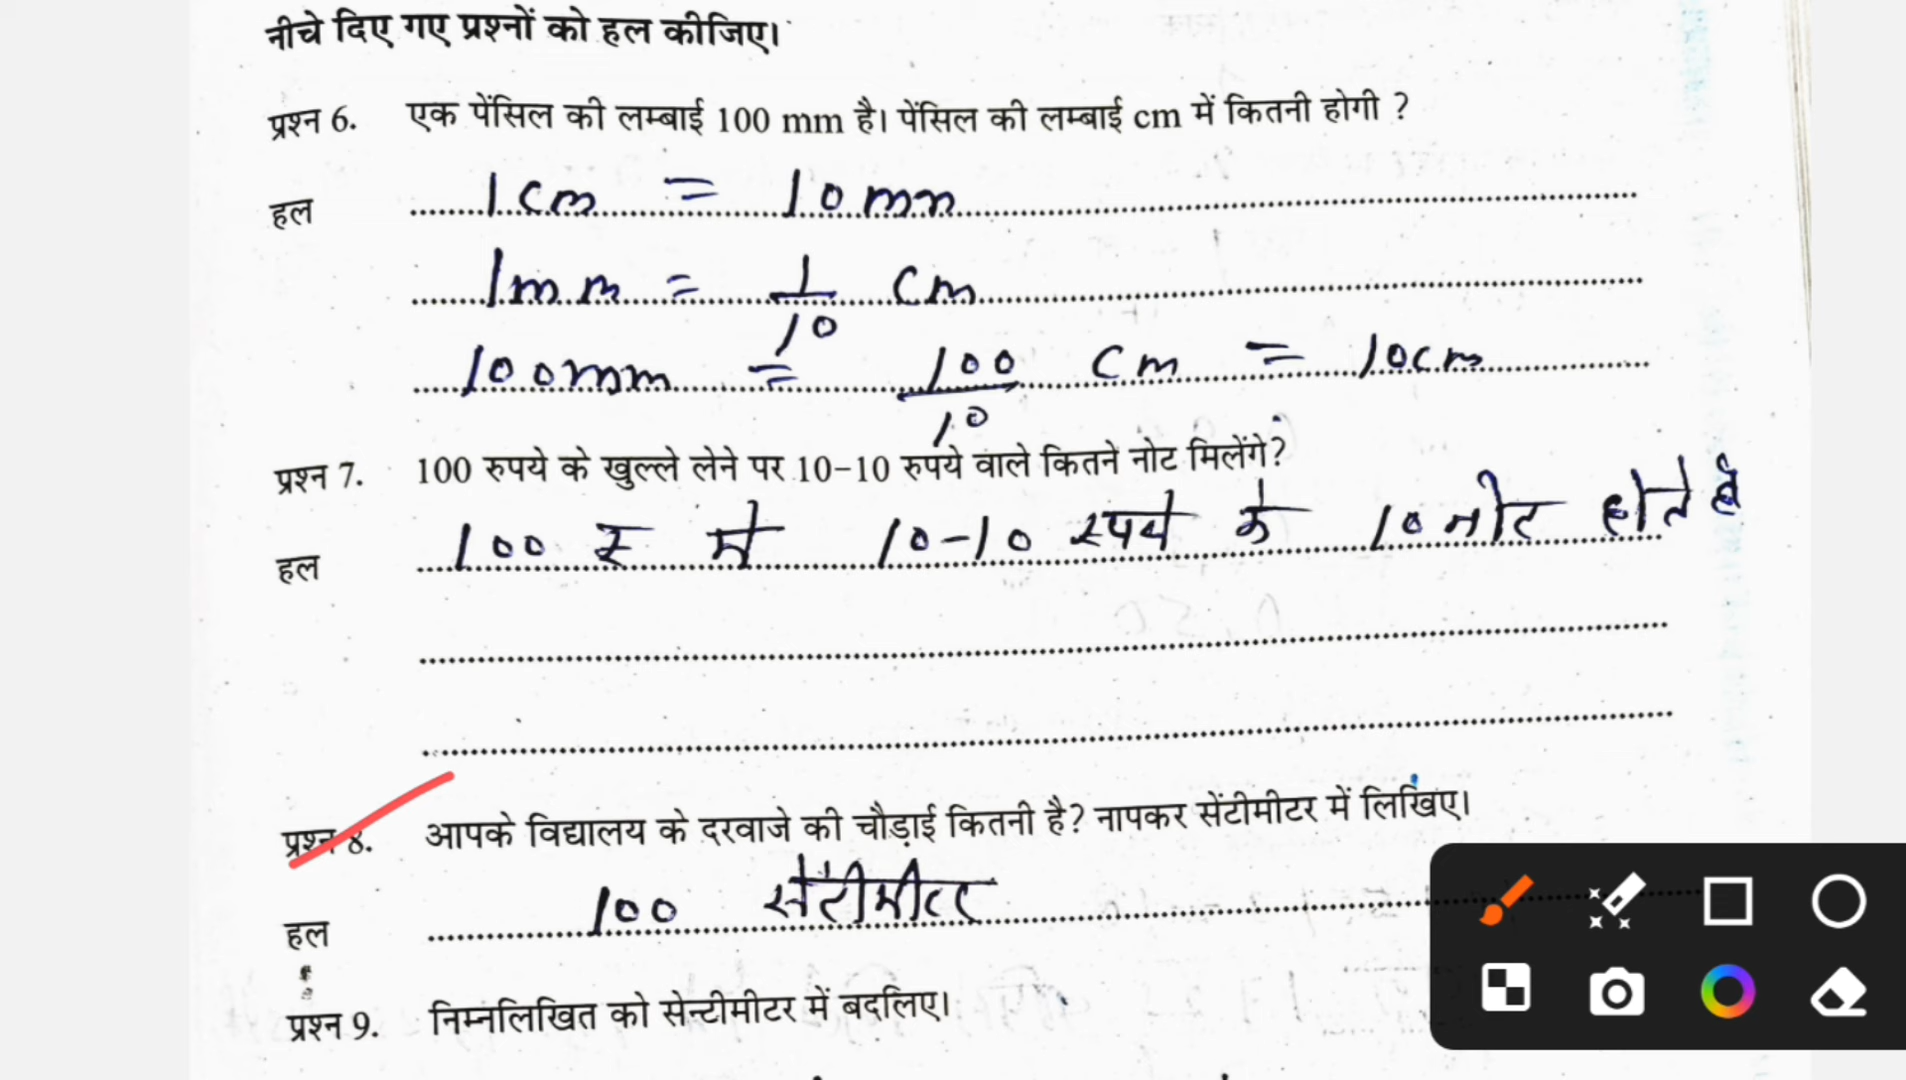 नीचे दिए गए प्रश्नों को हल कीजिए।
प्रश्न 6. एक पेंसिल की लम्बाई 100 mm है। पेंसिल की लम्बाई cm में कितनी होगी ?
हल 1 cm = 10 mm
1 mm = 1/10 cm
100 mm = 100/10 cm = 10 cm
प्रश्न 7. 100 रुपये के खुल्ले लेने पर 10-10 रुपये वाले कितने नोट मिलेंगे?
हल 100 रु में 10-10 रूपये के 10 नोट होते है
प्रश्न 8. आपके विद्यालय के दरवाजे की चौड़ाई कितनी है? नापकर सेंटीमीटर में लिखिए।
हल 100 सेंटीमीटर
प्रश्न 9. निम्नलिखित को सेन्टीमीटर में बदलिए।